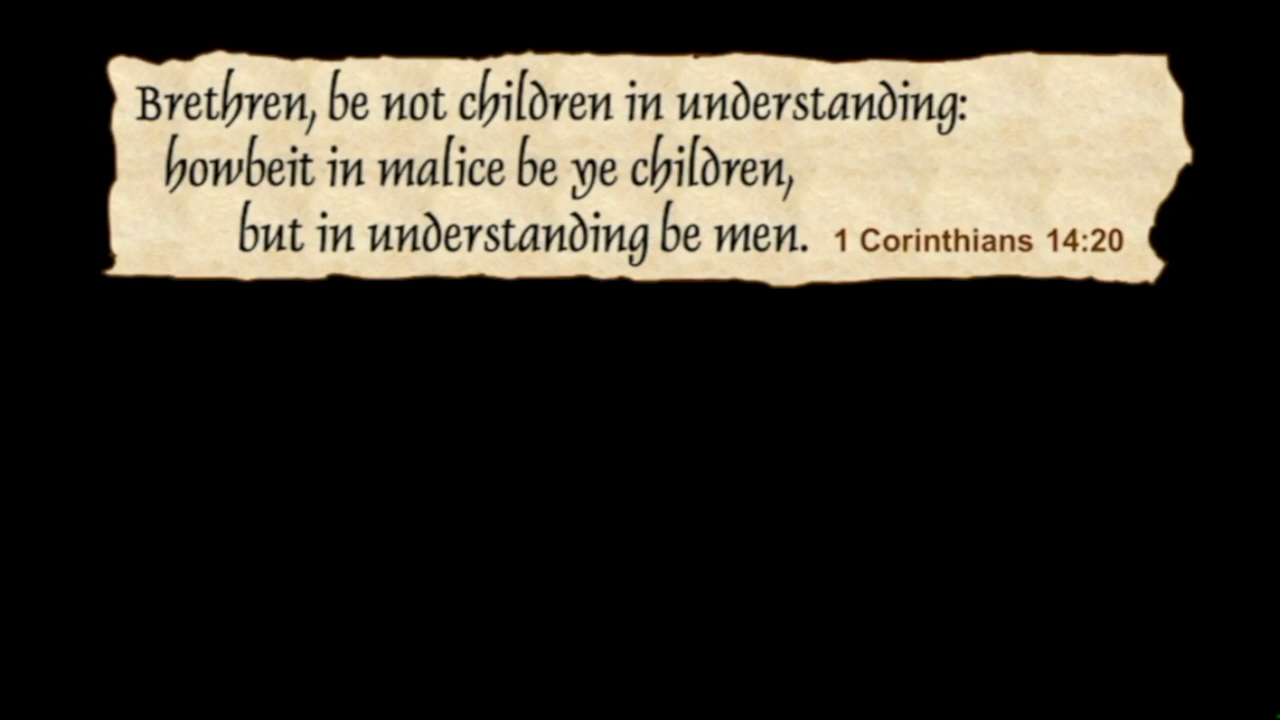 Brethren, be not children in understanding:
howbeit in malice be ye children,
but in understanding be men. 1 Corinthians 14:20